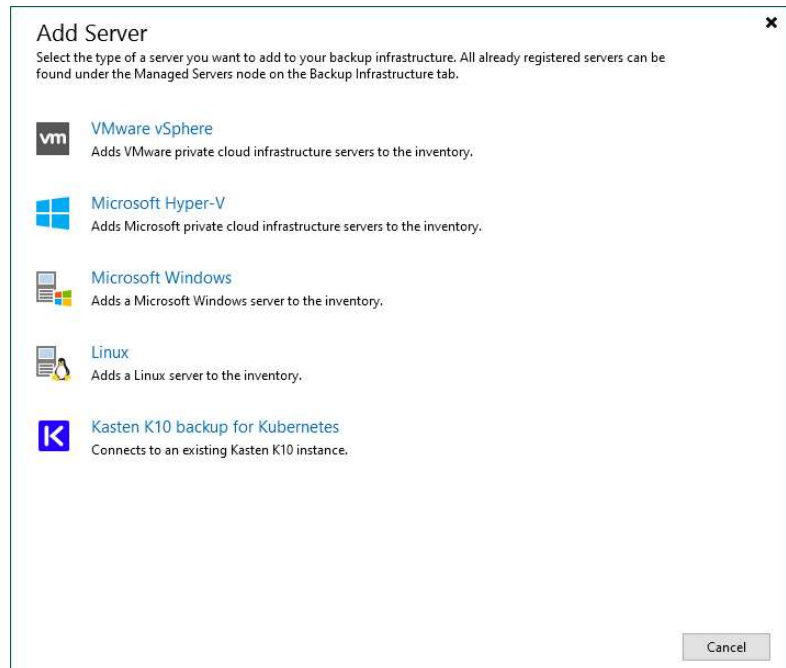 Add Server
Select the type of a server you want to add to your backup infrastructure. All already registered servers can be
found under the Managed Servers node on the Backup Infrastructure tab.
vm
VMware vSphere
Adds VMware private cloud infrastructure servers to the inventory.
Microsoft Hyper-V
Adds Microsoft private cloud infrastructure servers to the inventory.
Microsoft Windows
Adds a Microsoft Windows server to the inventory.
Linux
Adds a Linux server to the inventory.
K
Kasten K10 backup for Kubernetes
Connects to an existing Kasten K10 instance.
Cancel